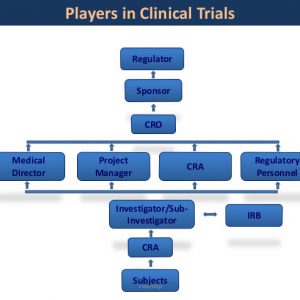 Players in Clinical Trials
Regulator
Sponsor
CRO
Medical
Director
Project
Manager
CRA
Regulatory
Personnel
Investigator/Sub-
Investigator
IRB
CRA
Subjects